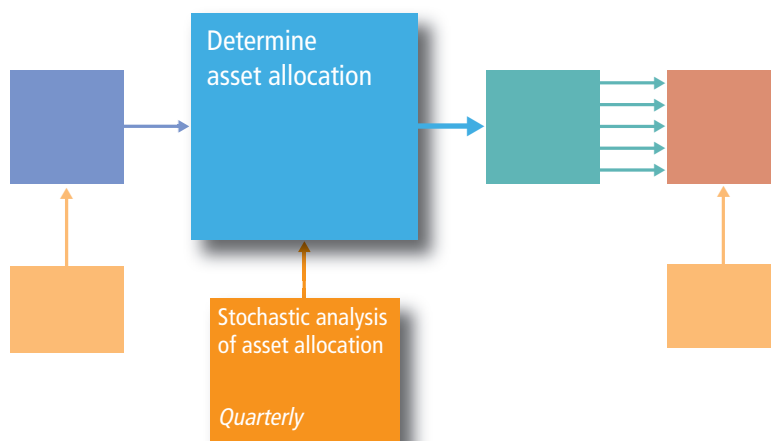 Determine
asset allocation
Stochastic analysis
of asset allocation
Quarterly